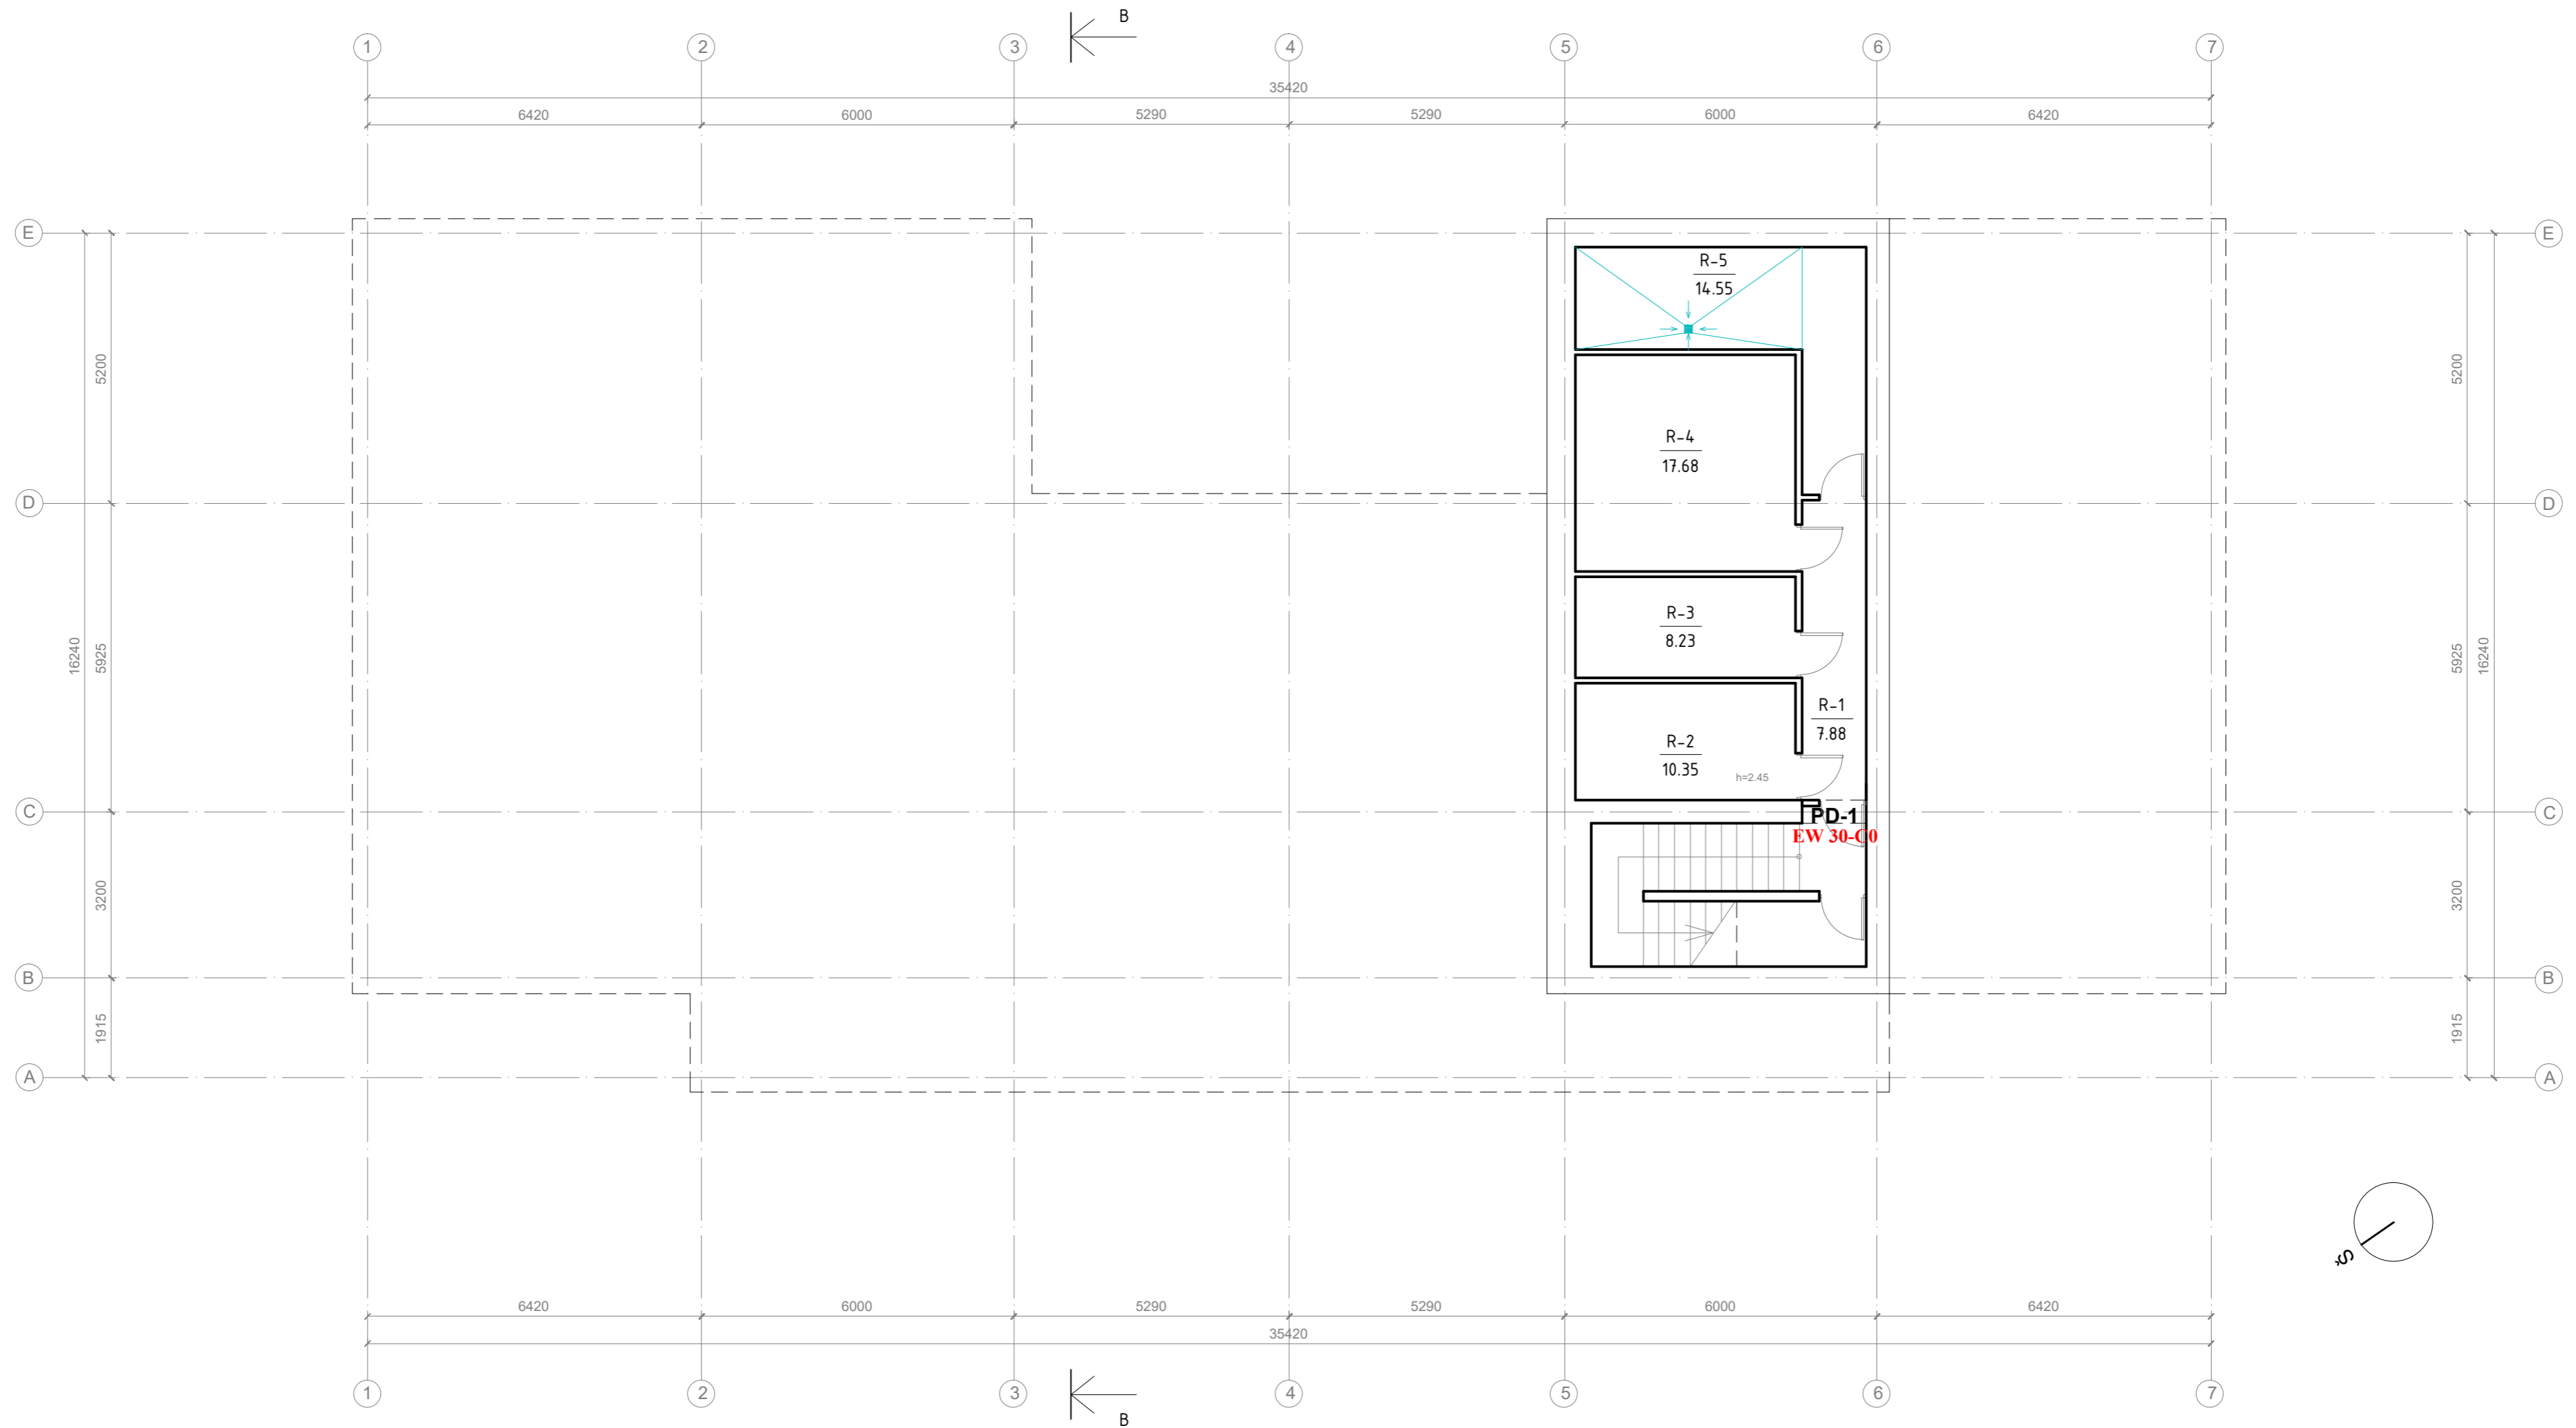 B
1 2 3 4 5 6 7
35420
6420 6000 5290 5290 6000 6420
E E
R-5
14.55
5200 5200
R-4
17.68
D D
R-3
8.23
16240 5925 5925 16240
R-1
7.88
R-2
10.35
h=2.45
C C
PD-1
EW 30-C0
3200 3200
B B
1915 1915
A A
Š
6420 6000 5290 5290 6000 6420
35420
1 2 3 4 5 6 7
B